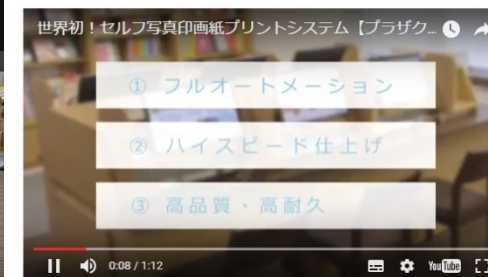 世界初！セルフ写真印画紙プリントシステム【プラザク...
① フルオートメーション
② ハイスピード仕上げ
③ 高品質・高耐久
0:08 / 1:12
YouTube